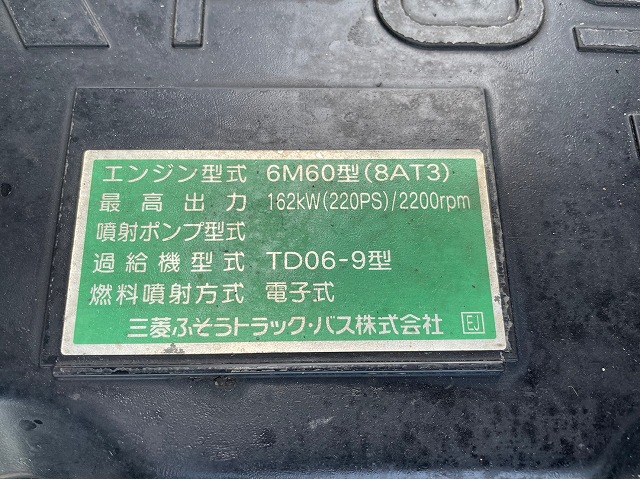 エンジン型式 6M60型(8AT3)
最高出力 162kW(220PS)/2200rpm
噴射ポンプ型式
過給機型式 TD06-9型
燃料噴射方式 電子式
三菱ふそうトラック・バス株式会社 EJ